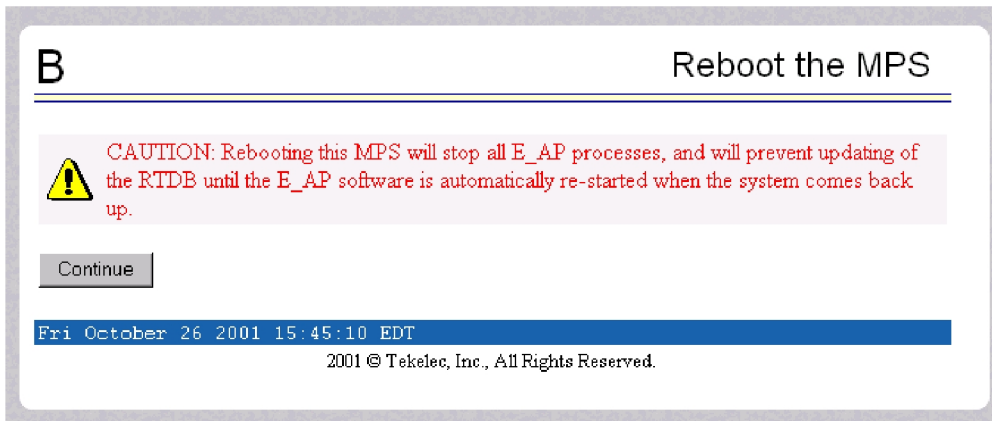 B
Reboot the MPS
CAUTION: Rebooting this MPS will stop all E_AP processes, and will prevent updating of
the RTDB until the E_AP software is automatically re-started when the system comes back
up.
Continue
Fri October 26 2001 15:45:10 EDT
2001 © Tekelec, Inc., All Rights Reserved.